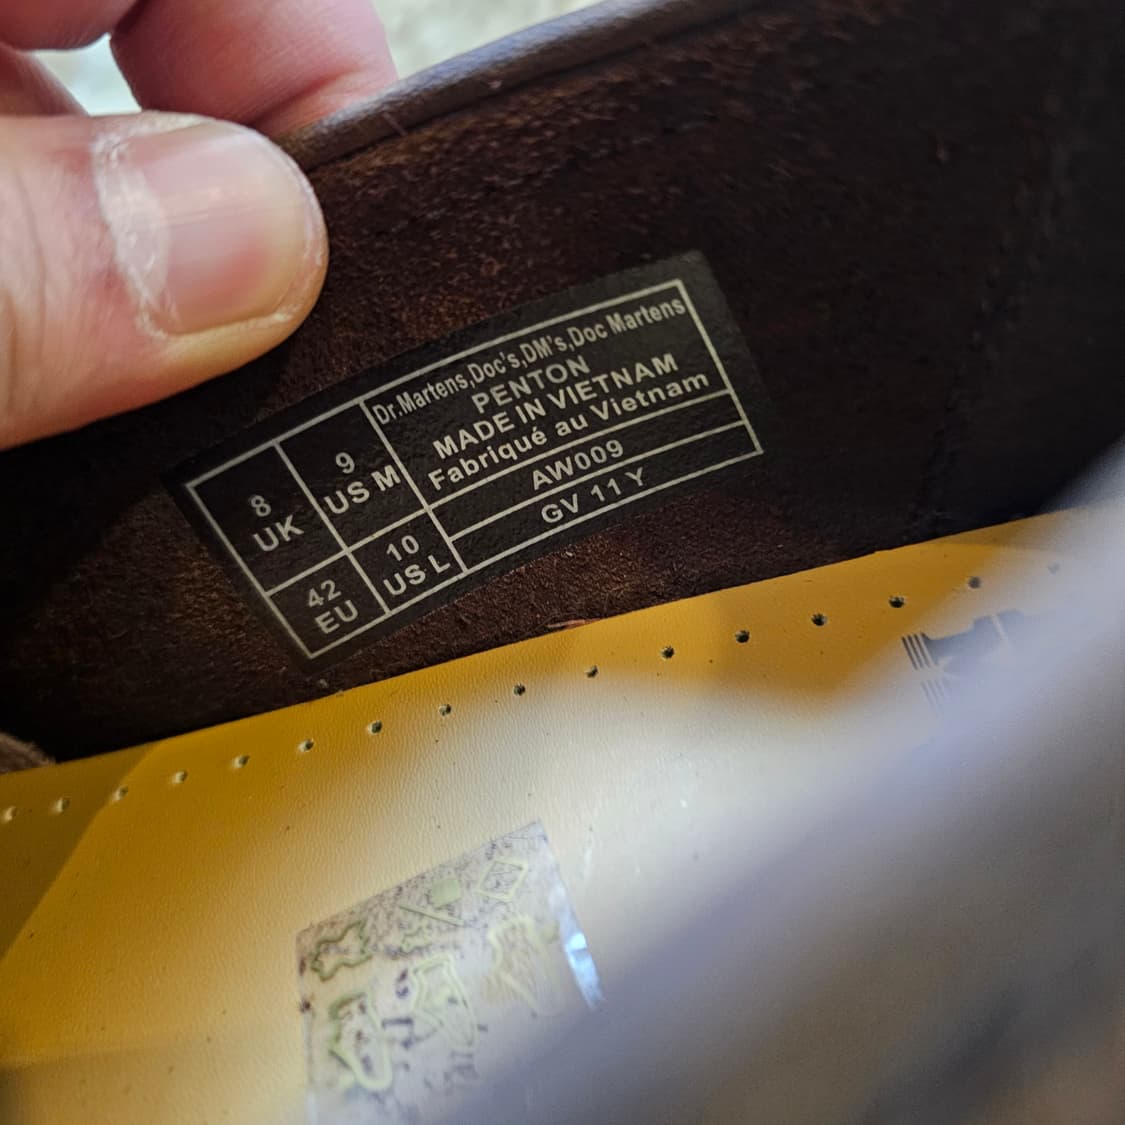 8
UK
9
US M
42
EU
10
US L
Dr.Martens,Doc's,DM's,Doc Martens
PENTON
MADE IN VIETNAM
Fabriqué au Vietnam
AW009
GV 11 Y